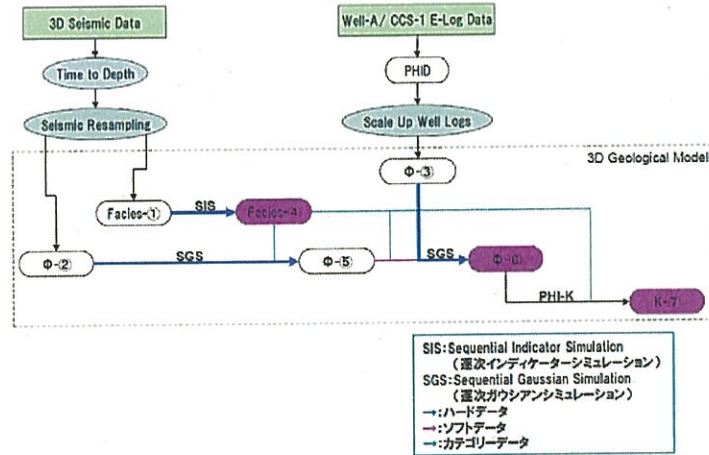 3D Seismic Data
Well-A/ CCS-1 E-Log Data
Time to Depth
PHID
Seismic Resampling
Scale Up Well Logs
3D Geological Model
Φ-③
Facies-①
SIS
Facies-④
Φ-②
SGS
Φ-⑤
SGS
Φ-⑥
PHI-K
K-⑦
SIS:Sequential Indicator Simulation
(逐次インディケーターシミュレーション)
SGS:Sequential Gaussian Simulation
(逐次ガウシアンシミュレーション)
→:ハードデータ
→:ソフトデータ
→:カテゴリーデータ